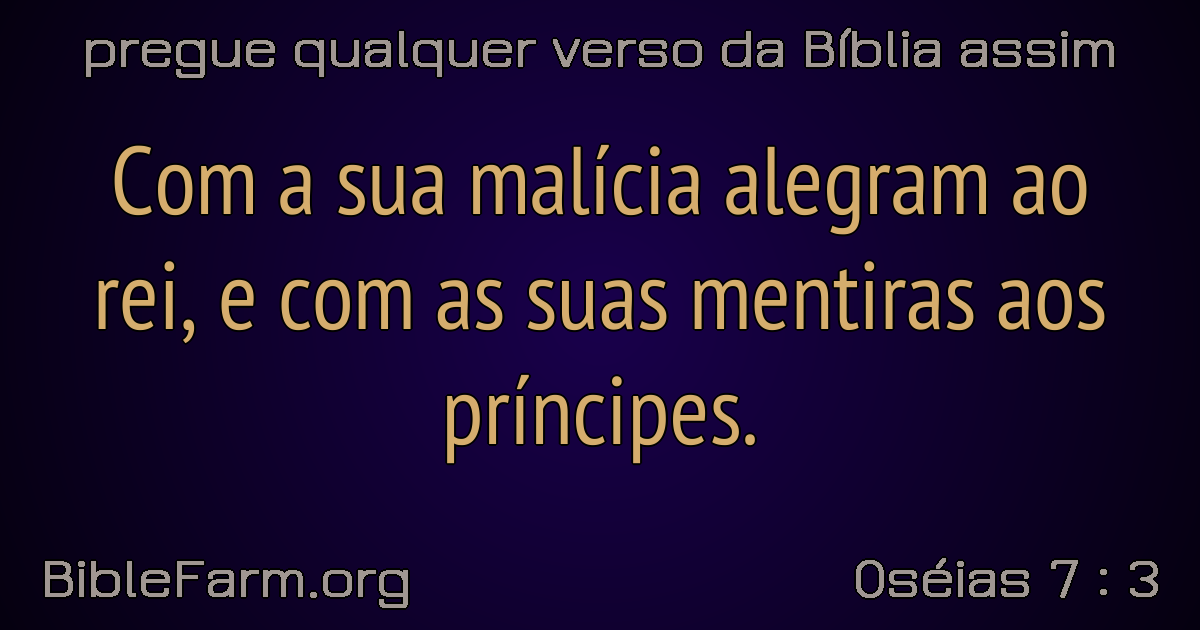 pregue qualquer verso da Bíblia assim
Com a sua malícia alegram ao
rei, e com as suas mentiras aos
príncipes.
BibleFarm.org
Oséias 7 : 3